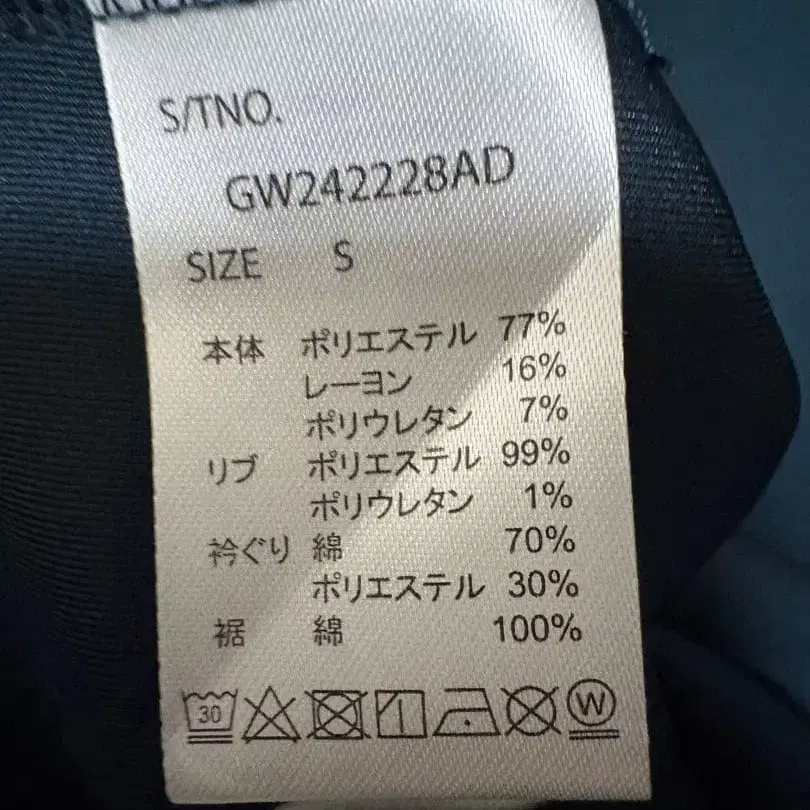 S/TNO.
GW242228AD
SIZE S
本体 ポリエステル 77%
レーヨン 16%
ポリウレタン 7%
リブ ポリエステル 99%
ポリウレタン 1%
衿ぐり 綿 70%
ポリエステル 30%
裾 綿 100%
30 W